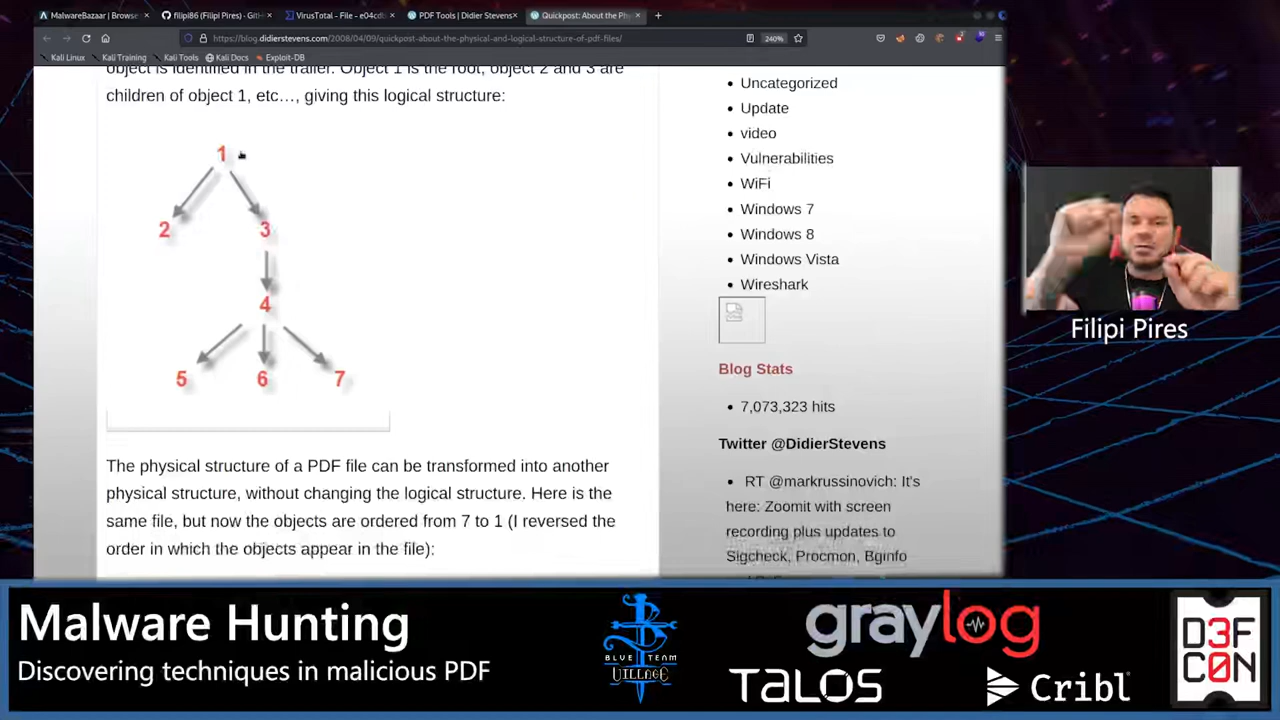 MalwareBazaar | Browse
filipi86 (Filipi Pires) · GitH
VirusTotal - File - e04cd
PDF Tools | Didier Stevens
Quickpost: About the Ph
https://blog.didierstevens.com/2008/04/09/quickpost-about-the-physical-and-logical-structure-of-pdf-files/
240%
Kali Linux
Kali Training
Kali Tools
Kali Docs
Exploit-DB
object is identified in the trailer. Object 1 is the root, object 2 and 3 are
children of object 1, etc…, giving this logical structure:
1
2
3
4
5
6
7
The physical structure of a PDF file can be transformed into another
physical structure, without changing the logical structure. Here is the
same file, but now the objects are ordered from 7 to 1 (I reversed the
order in which the objects appear in the file):
Uncategorized
Update
video
Vulnerabilities
WiFi
Windows 7
Windows 8
Windows Vista
Wireshark
Blog Stats
7,073,323 hits
Twitter @DidierStevens
RT @markrussinovich: It's
here: Zoomit with screen
recording plus updates to
Sigcheck, Procmon, Bginfo
Filipi Pires
Malware Hunting
Discovering techniques in malicious PDF
BLUE TEAM
VILLAGE
graylog
TALOS
Cribl
D3F
C0N